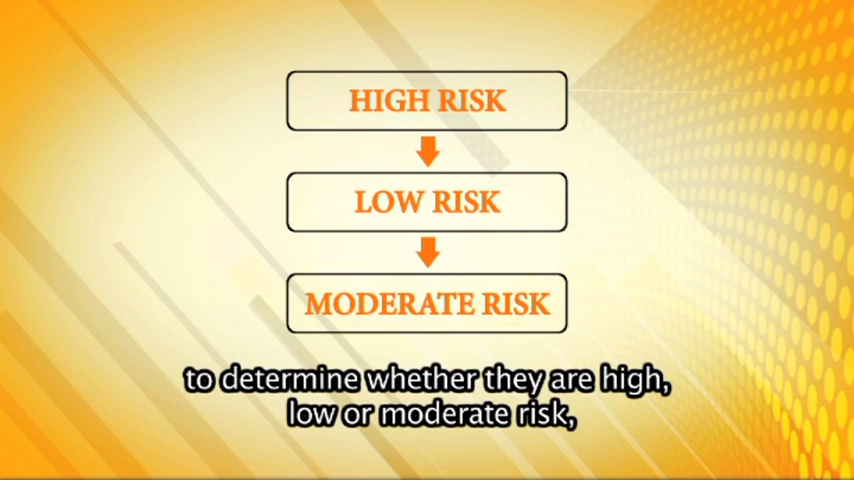 HIGH RISK
LOW RISK
MODERATE RISK
to determine whether they are high,
low or moderate risk,